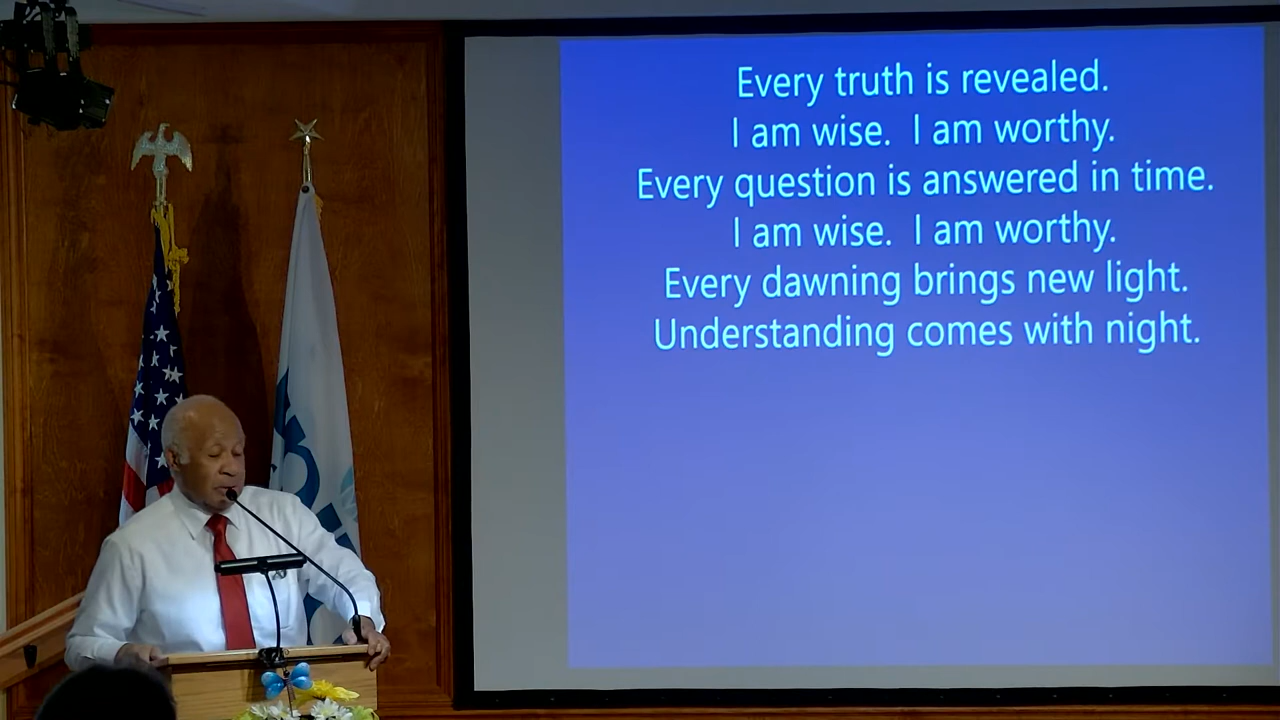 Every truth is revealed.
I am wise.  I am worthy.
Every question is answered in time.
I am wise.  I am worthy.
Every dawning brings new light.
Understanding comes with night.